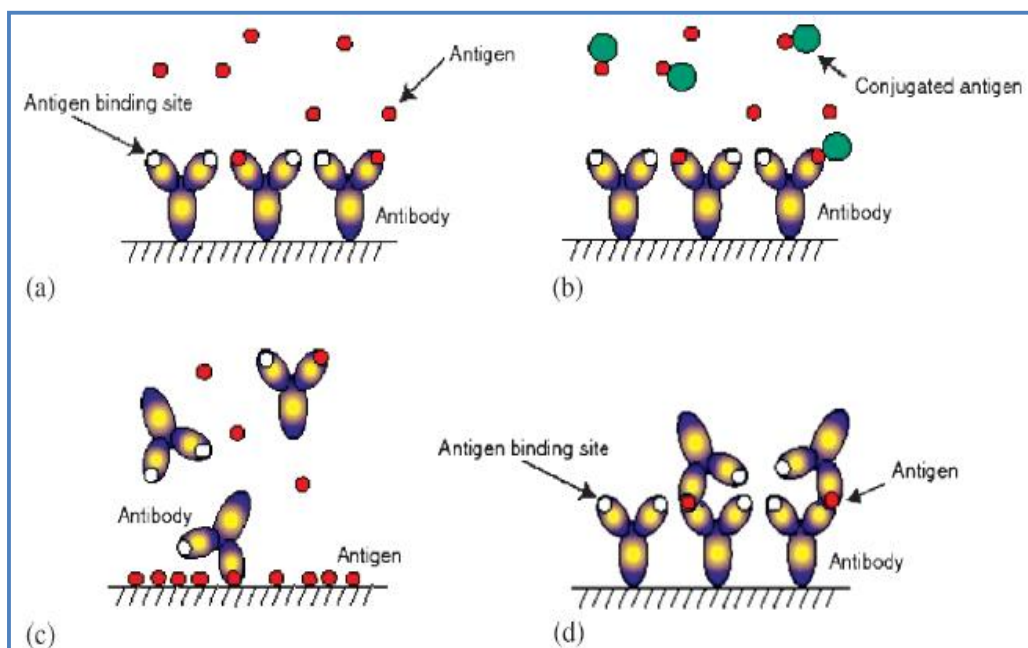 Antigen
Antigen binding site
Antibody
(a)
Conjugated antigen
Antibody
(b)
Antibody
Antigen
(c)
Antigen binding site
Antigen
Antibody
(d)